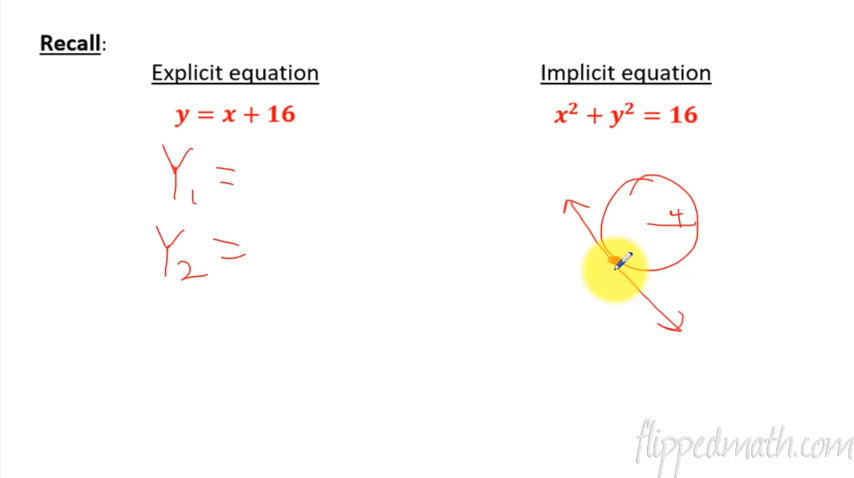 Recall:
Explicit equation
y = x + 16
Y₁ =
Y₂ =
Implicit equation
x² + y² = 16
4
flippedmath.com